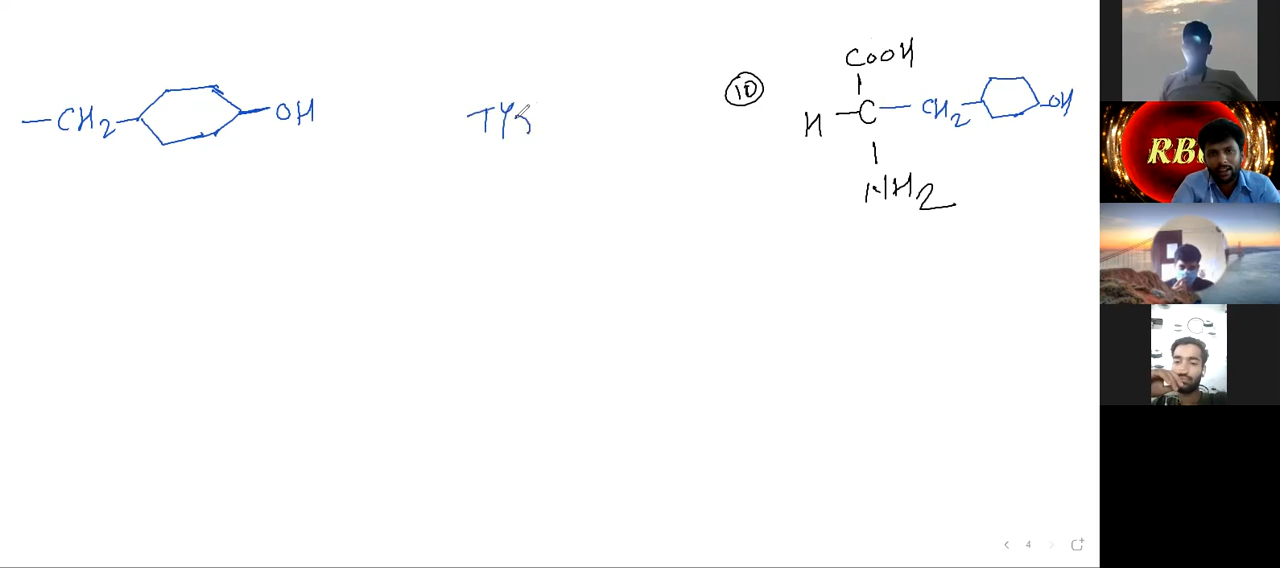 —CH2— —OH
TYS
10
COOH
H —C— CH2— —OH
NH2
RB
4